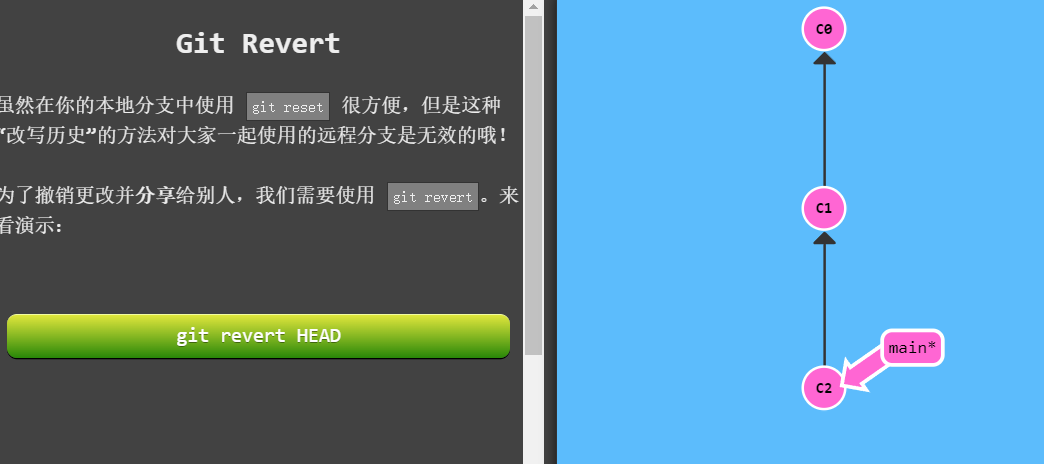 Git Revert
虽然在你的本地分支中使用 git reset 很方便，但是这种
“改写历史”的方法对大家一起使用的远程分支是无效的哦！
为了撤销更改并分享给别人，我们需要使用 git revert。来
看演示：
git revert HEAD
C0
C1
main*
C2